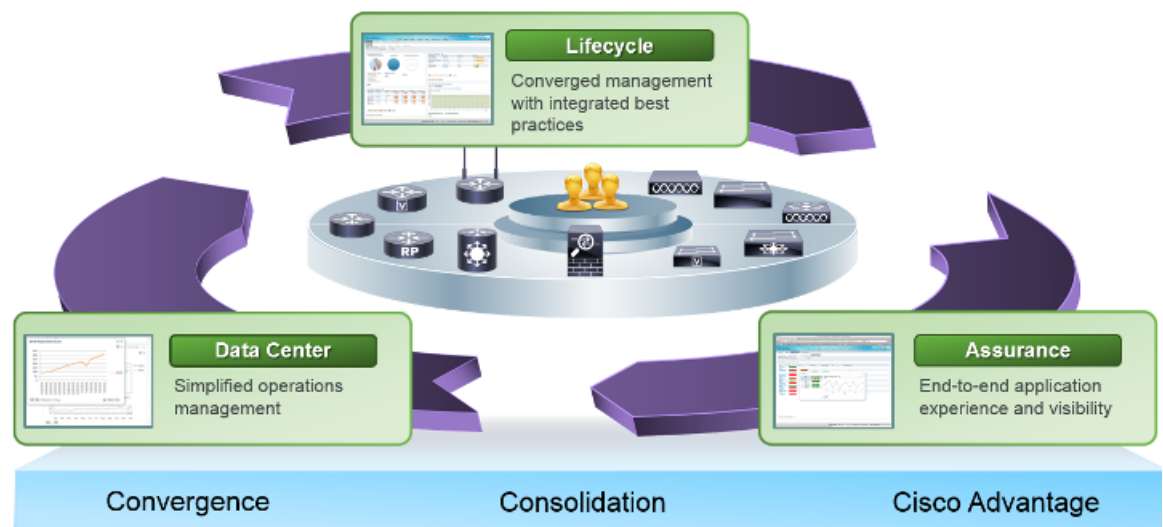 Lifecycle
Converged management
with integrated best
practices
V
RP
V
Data Center
Simplified operations
management
Assurance
End-to-end application
experience and visibility
Convergence
Consolidation
Cisco Advantage